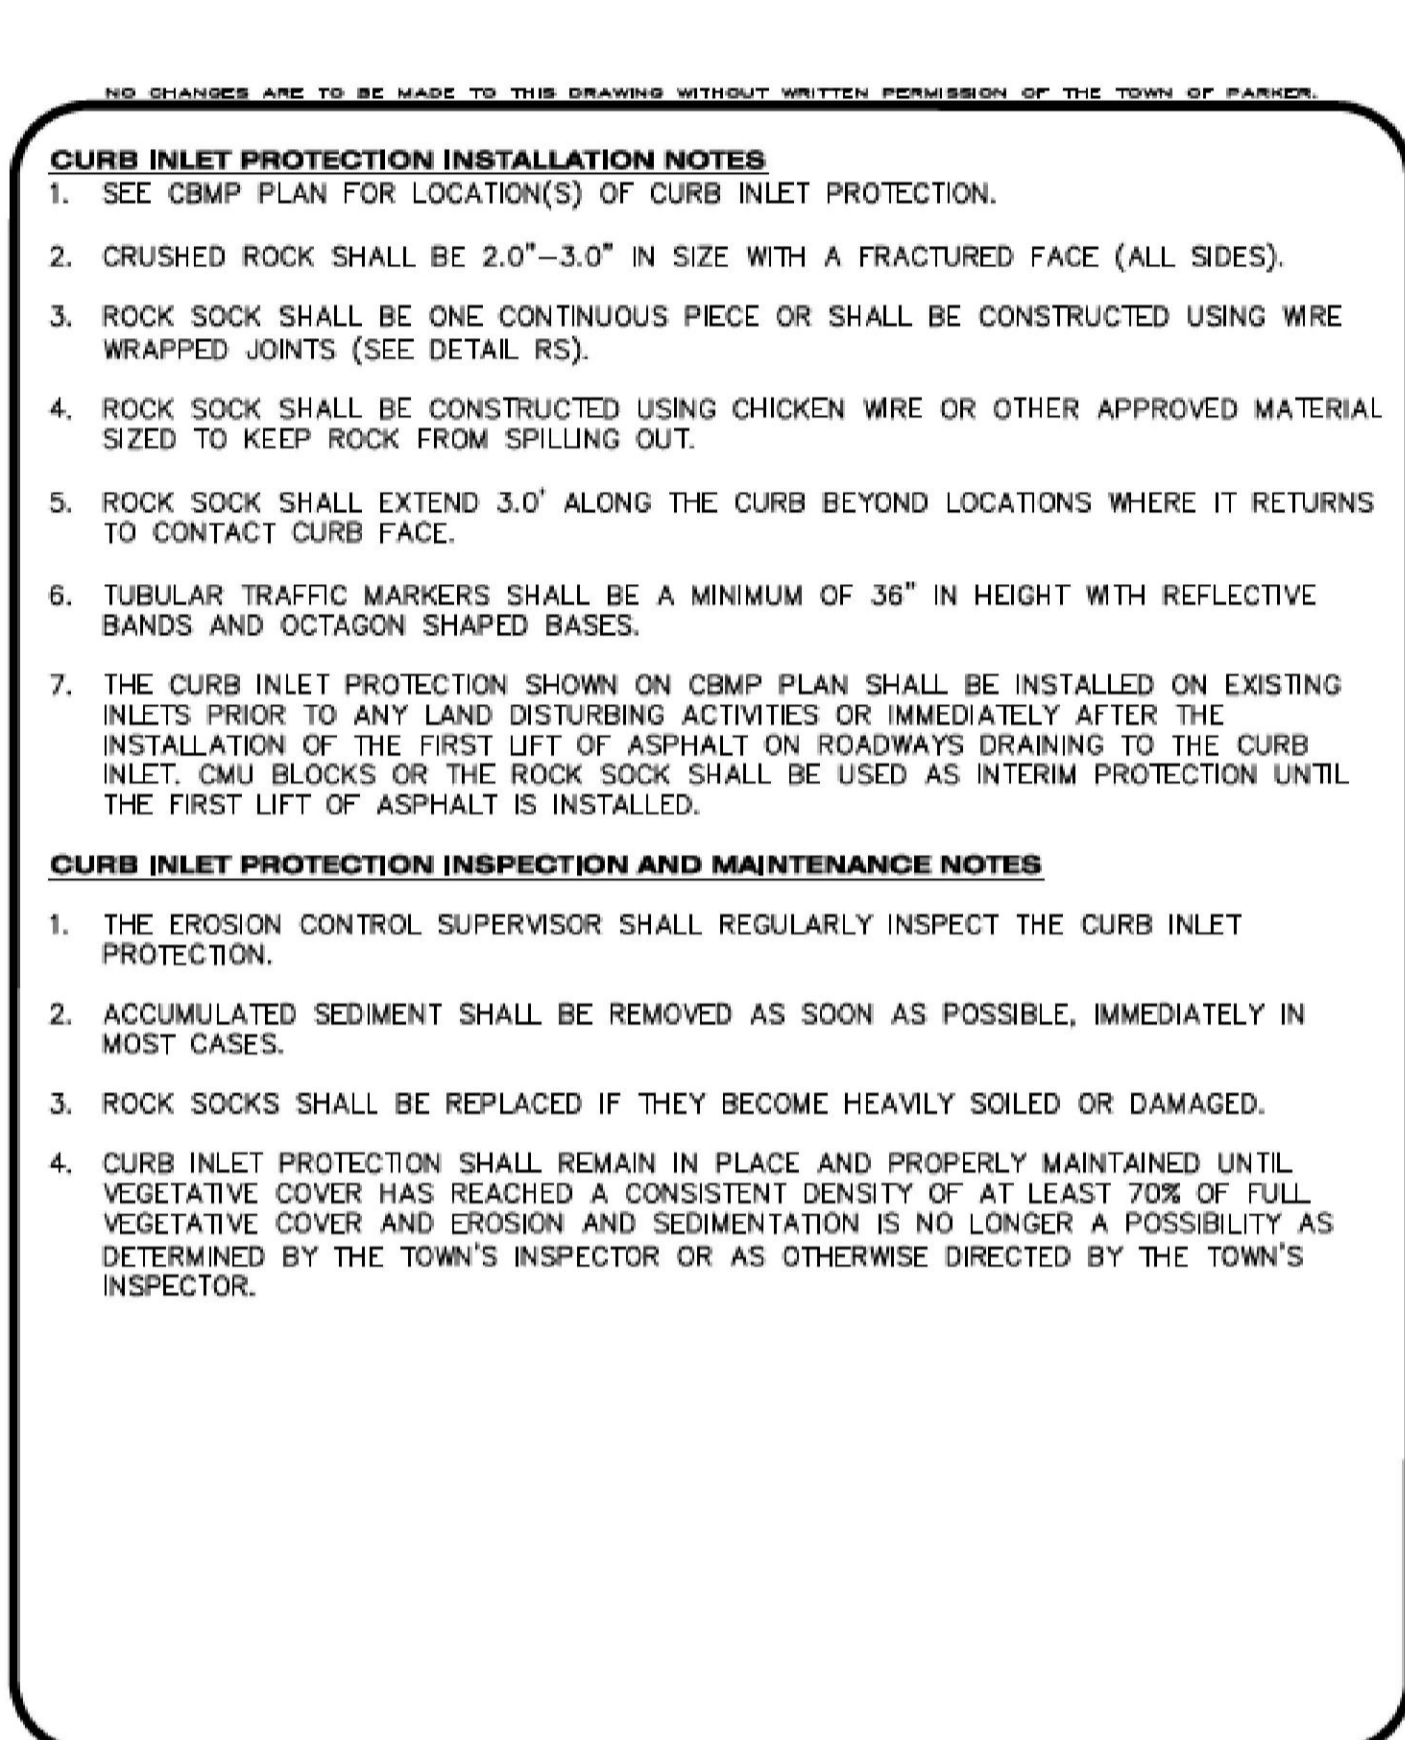 NO CHANGES ARE TO BE MADE TO THIS DRAWING WITHOUT WRITTEN PERMISSION OF THE TOWN OF PARKER.
CURB INLET PROTECTION INSTALLATION NOTES
1. SEE CBMP PLAN FOR LOCATION(S) OF CURB INLET PROTECTION.
2. CRUSHED ROCK SHALL BE 2.0"–3.0" IN SIZE WITH A FRACTURED FACE (ALL SIDES).
3. ROCK SOCK SHALL BE ONE CONTINUOUS PIECE OR SHALL BE CONSTRUCTED USING WIRE
WRAPPED JOINTS (SEE DETAIL RS).
4. ROCK SOCK SHALL BE CONSTRUCTED USING CHICKEN WIRE OR OTHER APPROVED MATERIAL
SIZED TO KEEP ROCK FROM SPILLING OUT.
5. ROCK SOCK SHALL EXTEND 3.0' ALONG THE CURB BEYOND LOCATIONS WHERE IT RETURNS
TO CONTACT CURB FACE.
6. TUBULAR TRAFFIC MARKERS SHALL BE A MINIMUM OF 36" IN HEIGHT WITH REFLECTIVE
BANDS AND OCTAGON SHAPED BASES.
7. THE CURB INLET PROTECTION SHOWN ON CBMP PLAN SHALL BE INSTALLED ON EXISTING
INLETS PRIOR TO ANY LAND DISTURBING ACTIVITIES OR IMMEDIATELY AFTER THE
INSTALLATION OF THE FIRST LIFT OF ASPHALT ON ROADWAYS DRAINING TO THE CURB
INLET. CMU BLOCKS OR THE ROCK SOCK SHALL BE USED AS INTERIM PROTECTION UNTIL
THE FIRST LIFT OF ASPHALT IS INSTALLED.
CURB INLET PROTECTION INSPECTION AND MAINTENANCE NOTES
1. THE EROSION CONTROL SUPERVISOR SHALL REGULARLY INSPECT THE CURB INLET
PROTECTION.
2. ACCUMULATED SEDIMENT SHALL BE REMOVED AS SOON AS POSSIBLE, IMMEDIATELY IN
MOST CASES.
3. ROCK SOCKS SHALL BE REPLACED IF THEY BECOME HEAVILY SOILED OR DAMAGED.
4. CURB INLET PROTECTION SHALL REMAIN IN PLACE AND PROPERLY MAINTAINED UNTIL
VEGETATIVE COVER HAS REACHED A CONSISTENT DENSITY OF AT LEAST 70% OF FULL
VEGETATIVE COVER AND EROSION AND SEDIMENTATION IS NO LONGER A POSSIBILITY AS
DETERMINED BY THE TOWN'S INSPECTOR OR AS OTHERWISE DIRECTED BY THE TOWN'S
INSPECTOR.